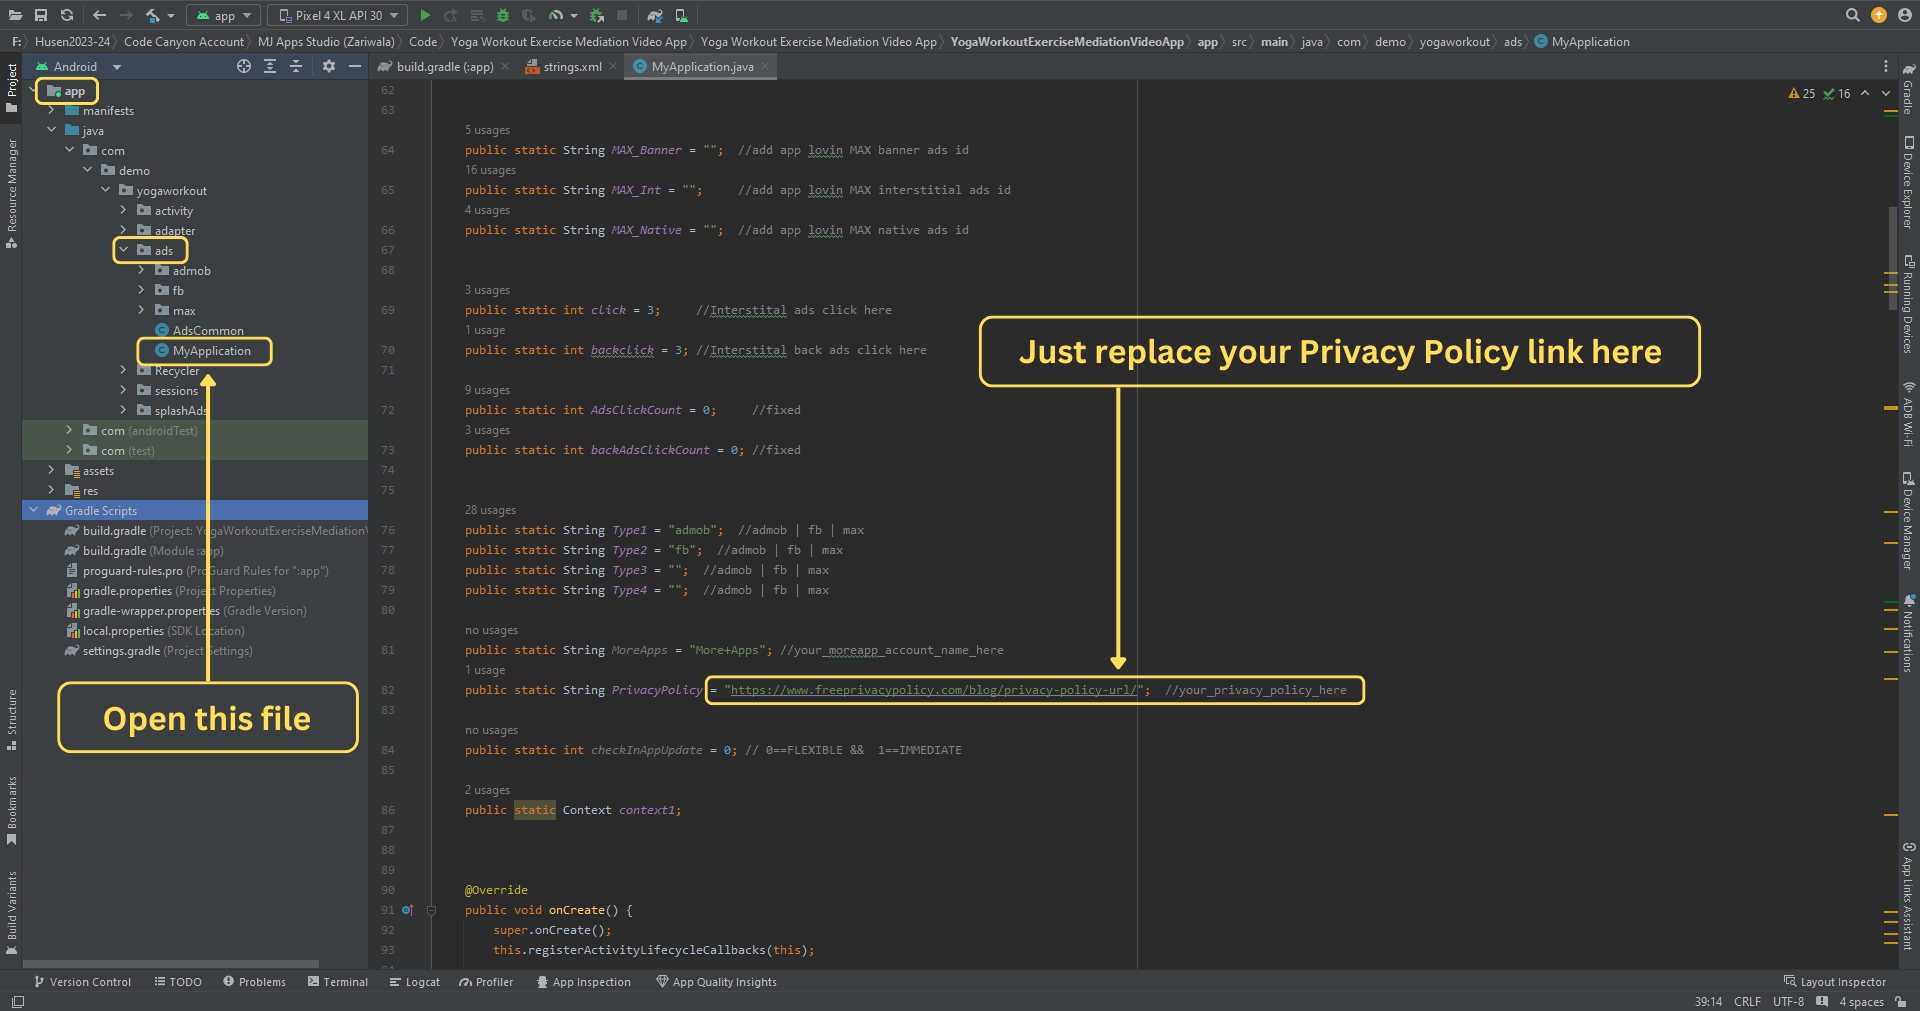 app
Pixel 4 XL API 30
F:
Husen2023-24
Code Canyon Account
MJ Apps Studio (Zariwala)
Code
Yoga Workout Exercise Mediation Video App
Yoga Workout Exercise Mediation Video App
YogaWorkoutExerciseMediationVideoApp
app
src
main
java
com
demo
yogaworkout
ads
MyApplication
Project
Resource Manager
Structure
Bookmarks
Build Variants
Android
app
manifests
java
com
demo
yogaworkout
activity
adapter
ads
admob
fb
max
AdsCommon
MyApplication
Recycler
sessions
splashAds
com (androidTest)
com (test)
assets
res
Gradle Scripts
build.gradle (Project: YogaWorkoutExerciseMediationV
build.gradle (Module :app)
proguard-rules.pro (ProGuard Rules for ":app")
gradle.properties (Project Properties)
gradle-wrapper.properties (Gradle Version)
local.properties (SDK Location)
settings.gradle (Project Settings)
Open this file
build.gradle (:app)
strings.xml
MyApplication.java
25
16
62
63
5 usages
64 public static String MAX_Banner = "";  //add app lovin MAX banner ads id
16 usages
65 public static String MAX_Int = "";     //add app lovin MAX interstitial ads id
4 usages
66 public static String MAX_Native = "";  //add app lovin MAX native ads id
67
68
3 usages
69 public static int click = 3;     //Interstital ads click here
1 usage
70 public static int backclick = 3; //Interstital back ads click here
71
9 usages
72 public static int AdsClickCount = 0;     //fixed
3 usages
73 public static int backAdsClickCount = 0; //fixed
74
75
28 usages
76 public static String Type1 = "admob";  //admob | fb | max
77 public static String Type2 = "fb";  //admob | fb | max
78 public static String Type3 = "";  //admob | fb | max
79 public static String Type4 = "";  //admob | fb | max
80
no usages
81 public static String MoreApps = "More+Apps"; //your_moreapp_account_name_here
1 usage
82 public static String PrivacyPolicy = "https://www.freeprivacypolicy.com/blog/privacy-policy-url/";  //your_privacy_policy_here
83
no usages
84 public static int checkInAppUpdate = 0; // 0==FLEXIBLE &&  1==IMMEDIATE
85
2 usages
86 public static Context context1;
87
88
89
90 @Override
91 public void onCreate() {
92 super.onCreate();
93 this.registerActivityLifecycleCallbacks(this);
Just replace your Privacy Policy link here
Gradle
Device Explorer
Running Devices
ADB Wi-Fi
Device Manager
Notifications
App Links Assistant
Version Control
TODO
Problems
Terminal
Logcat
Profiler
App Inspection
App Quality Insights
Layout Inspector
39:14
CRLF
UTF-8
4 spaces